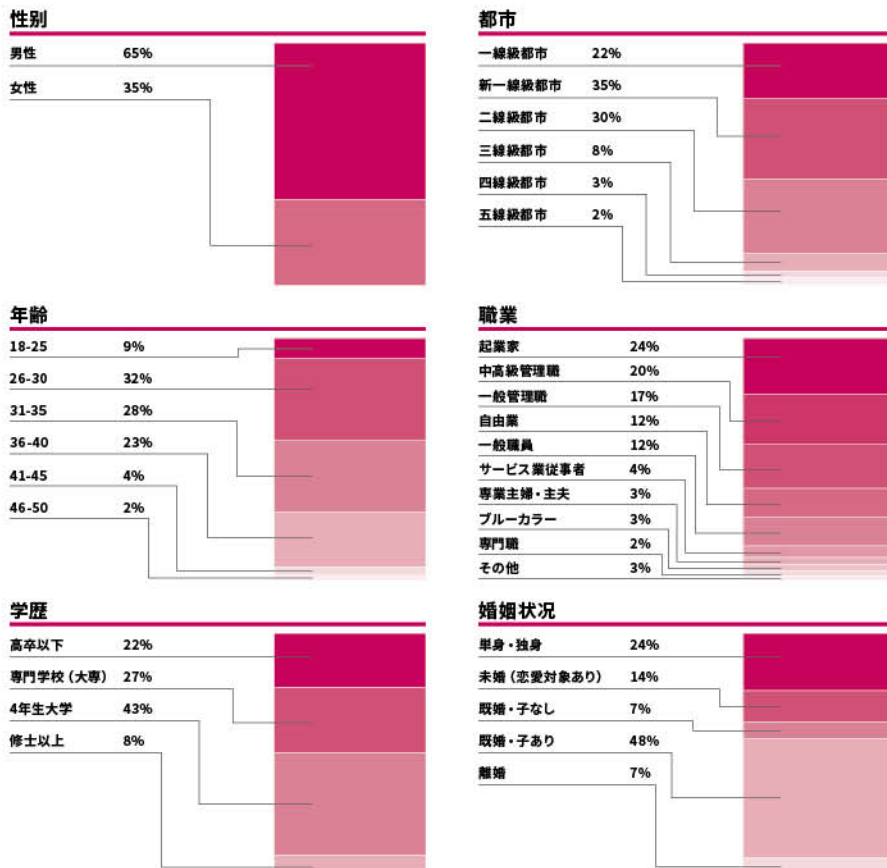 性別
男性 65%
女性 35%
都市
一線級都市 22%
新一線級都市 35%
二線級都市 30%
三線級都市 8%
四線級都市 3%
五線級都市 2%
年齢
18-25 9%
26-30 32%
31-35 28%
36-40 23%
41-45 4%
46-50 2%
職業
起業家 24%
中高級管理職 20%
一般管理職 17%
自由業 12%
一般職員 12%
サービス業従事者 4%
専業主婦・主夫 3%
ブルーカラー 3%
専門職 2%
その他 3%
学歴
高卒以下 22%
専門学校（大専） 27%
4年生大学 43%
修士以上 8%
婚姻状況
単身・独身 24%
未婚（恋愛対象あり） 14%
既婚・子なし 7%
既婚・子あり 48%
離婚 7%